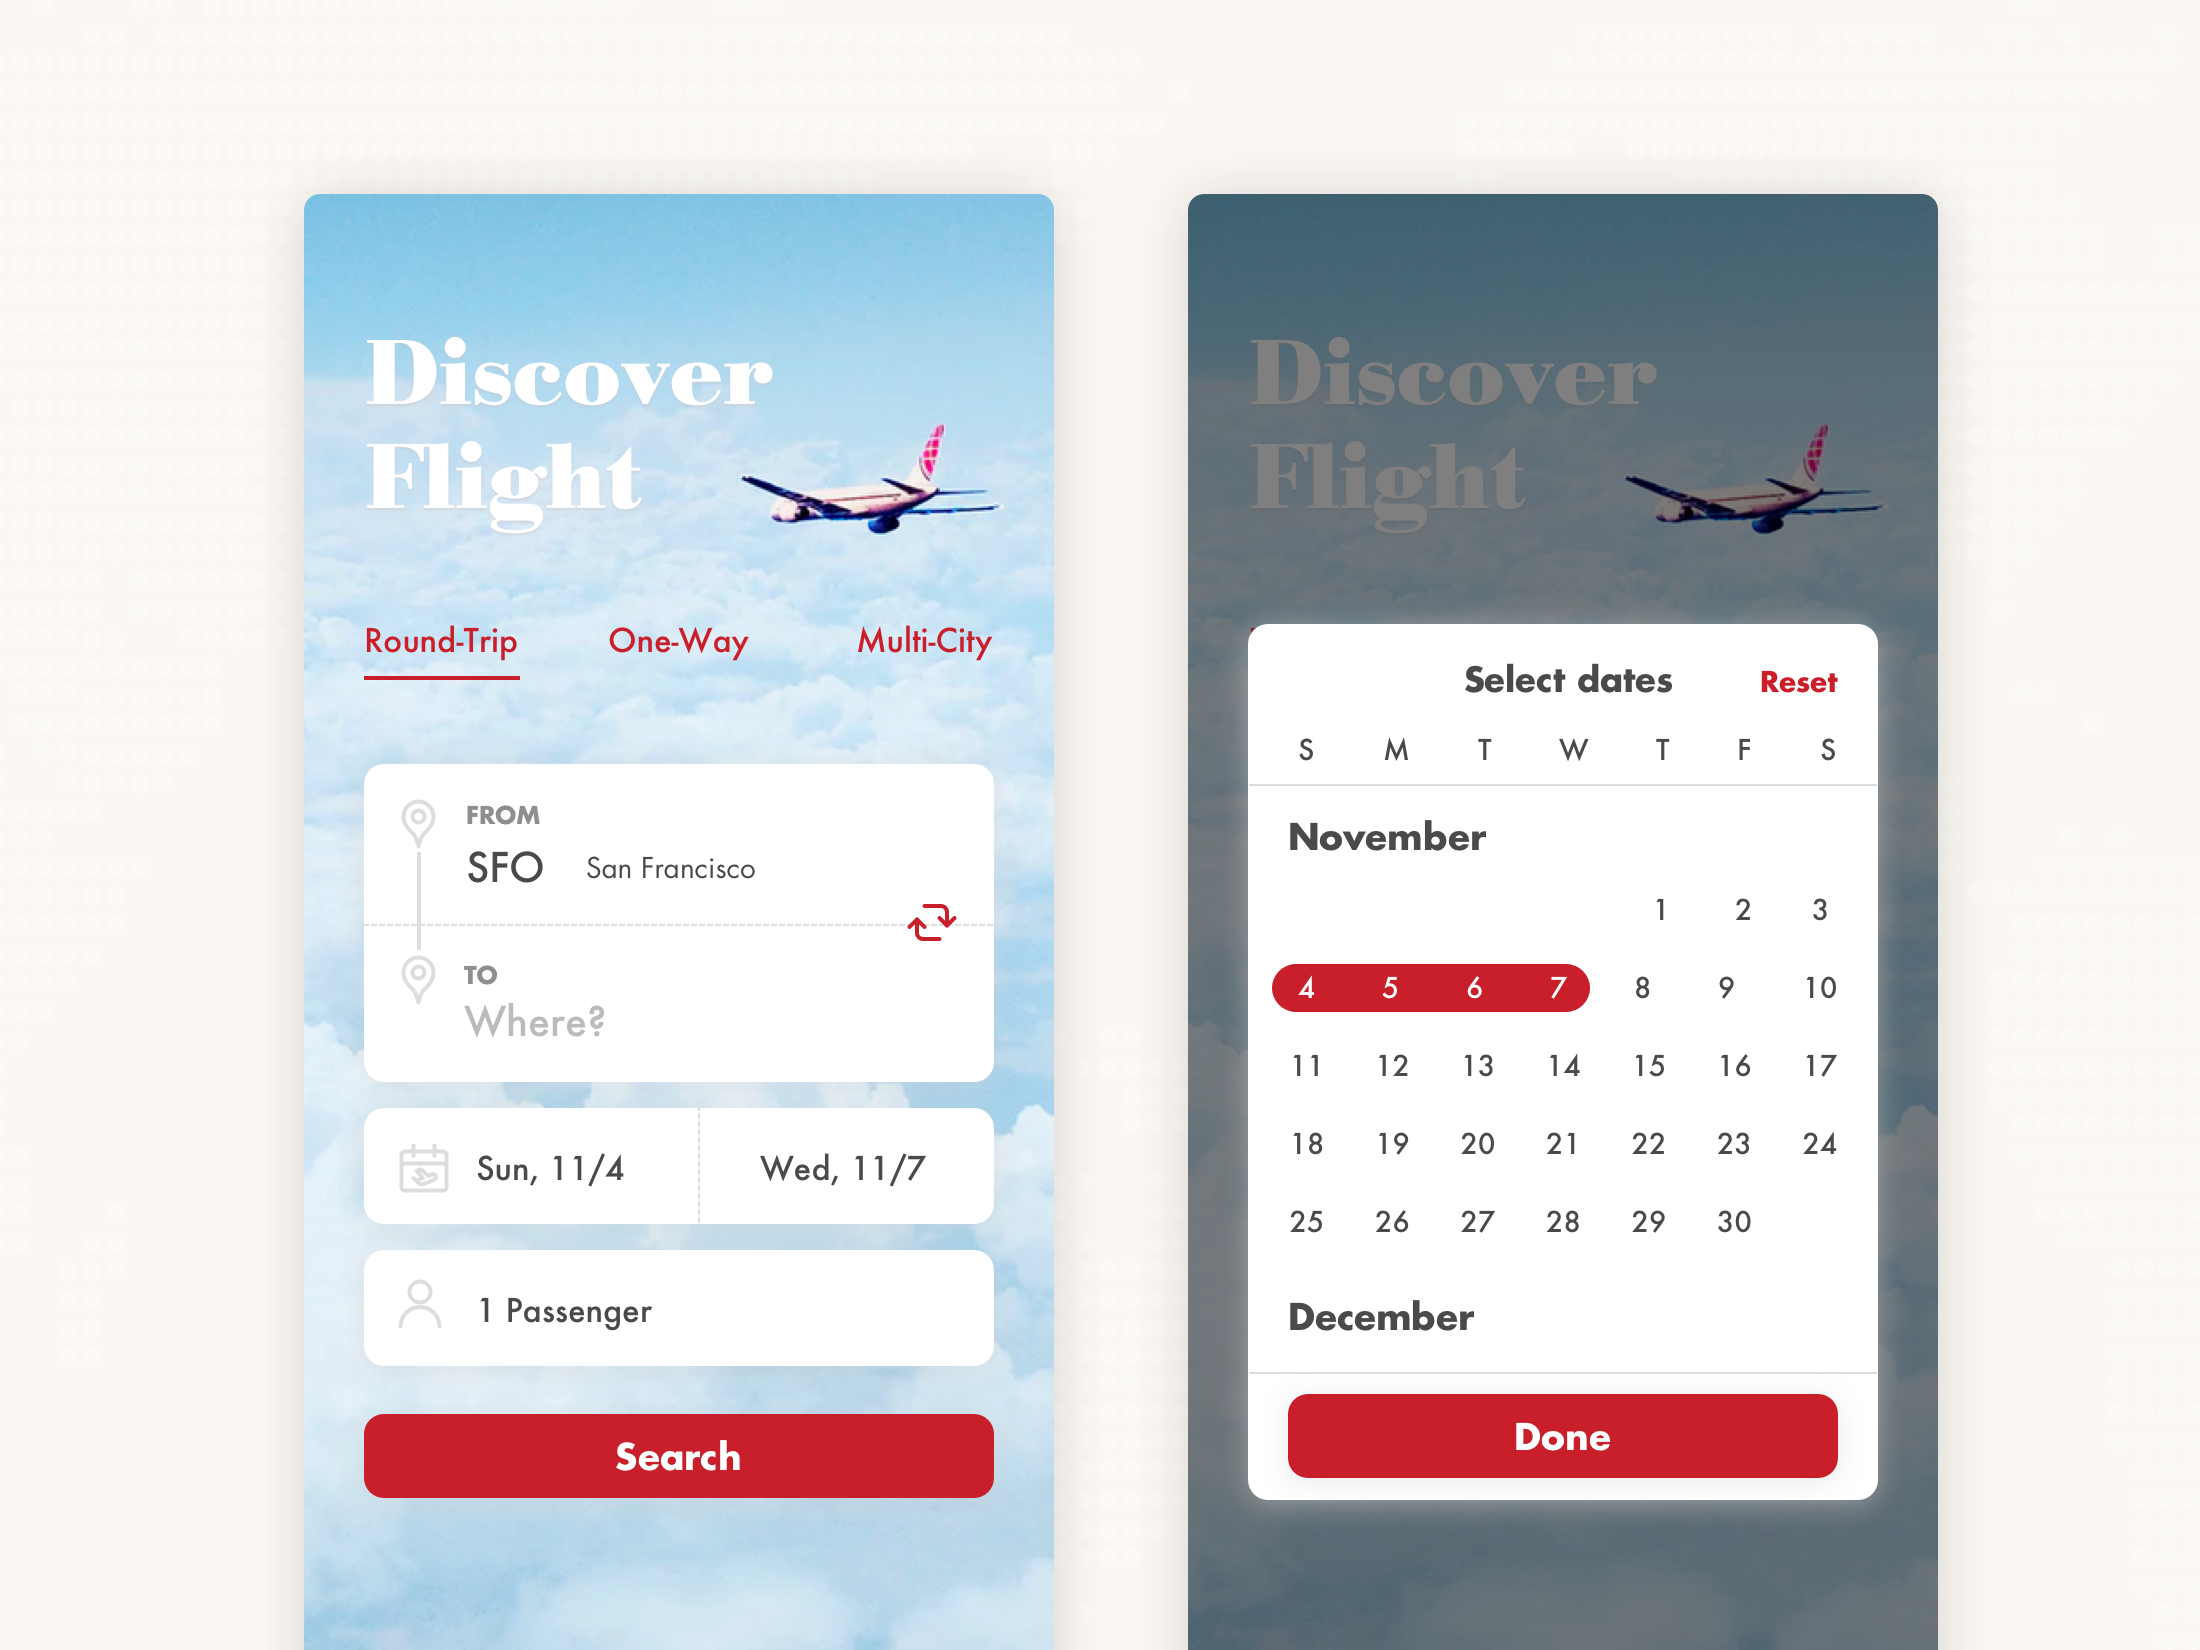 Discover
Flight
Round-Trip One-Way Multi-City
FROM
SFO San Francisco
TO
Where?
Sun, 11/4 Wed, 11/7
1 Passenger
Search
Discover
Flight
Select dates Reset
S M T W T F S
November
1 2 3
4 5 6 7 8 9 10
11 12 13 14 15 16 17
18 19 20 21 22 23 24
25 26 27 28 29 30
December
Done